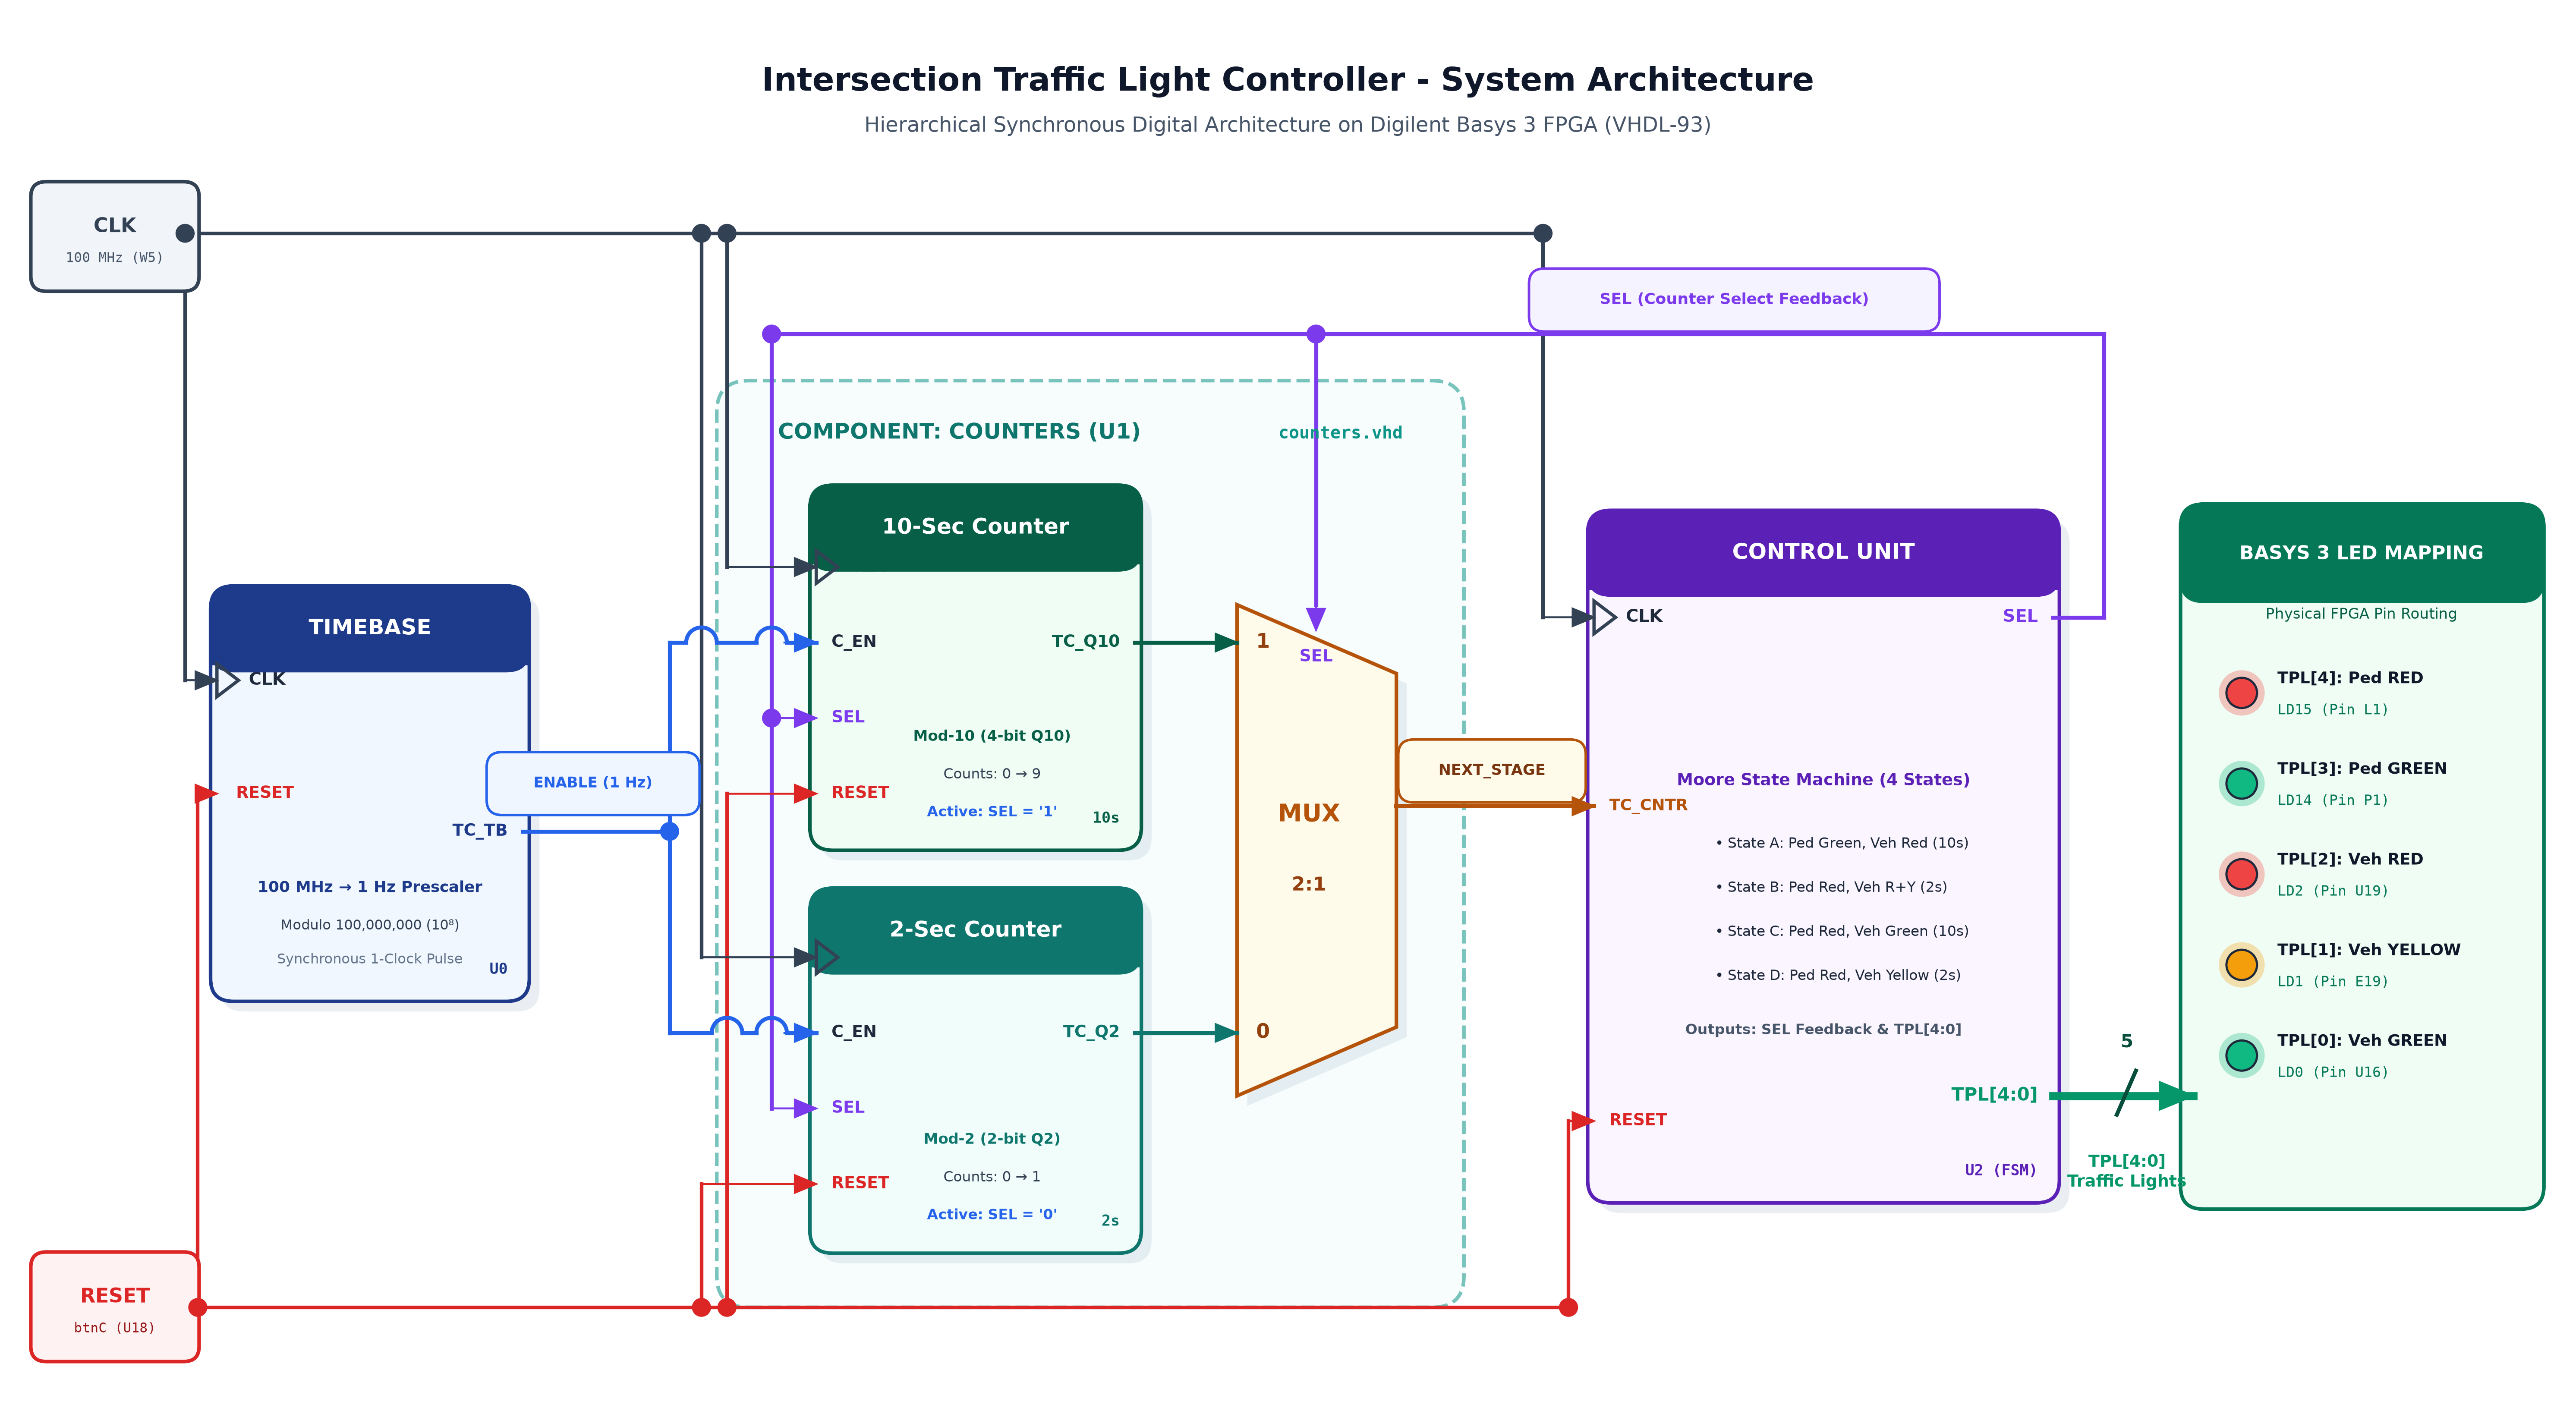 Intersection Traffic Light Controller - System Architecture
Hierarchical Synchronous Digital Architecture on Digilent Basys 3 FPGA (VHDL-93)
CLK
100 MHz (W5)
SEL (Counter Select Feedback)
COMPONENT: COUNTERS (U1)
counters.vhd
TIMEBASE
CLK
RESET
TC_TB
100 MHz → 1 Hz Prescaler
Modulo 100,000,000 (10⁸)
Synchronous 1-Clock Pulse
U0
ENABLE (1 Hz)
10-Sec Counter
C_EN
TC_Q10
SEL
Mod-10 (4-bit Q10)
Counts: 0 → 9
RESET
Active: SEL = '1'
10s
2-Sec Counter
C_EN
TC_Q2
SEL
Mod-2 (2-bit Q2)
Counts: 0 → 1
RESET
Active: SEL = '0'
2s
1
SEL
MUX
2:1
0
NEXT_STAGE
CONTROL UNIT
CLK
SEL
Moore State Machine (4 States)
TC_CNTR
• State A: Ped Green, Veh Red (10s)
• State B: Ped Red, Veh R+Y (2s)
• State C: Ped Red, Veh Green (10s)
• State D: Ped Red, Veh Yellow (2s)
Outputs: SEL Feedback & TPL[4:0]
TPL[4:0]
RESET
U2 (FSM)
5
TPL[4:0]
Traffic Lights
BASYS 3 LED MAPPING
Physical FPGA Pin Routing
TPL[4]: Ped RED
LD15 (Pin L1)
TPL[3]: Ped GREEN
LD14 (Pin P1)
TPL[2]: Veh RED
LD2 (Pin U19)
TPL[1]: Veh YELLOW
LD1 (Pin E19)
TPL[0]: Veh GREEN
LD0 (Pin U16)
RESET
btnC (U18)